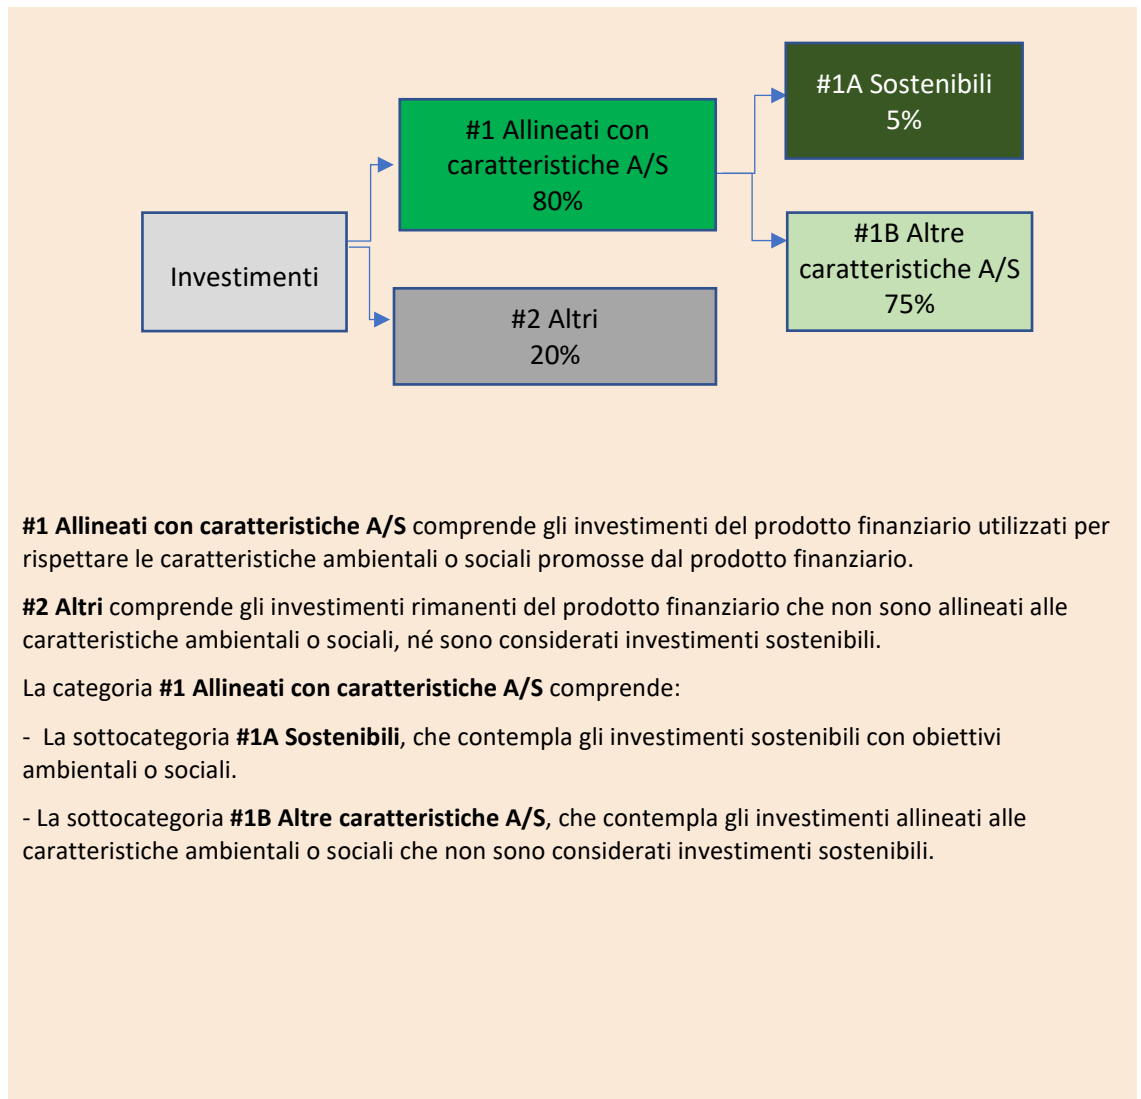 #1A Sostenibili
5%
#1 Allineati con
caratteristiche A/S
80%
#1B Altre
caratteristiche A/S
75%
Investimenti
#2 Altri
20%
#1 Allineati con caratteristiche A/S comprende gli investimenti del prodotto finanziario utilizzati per
rispettare le caratteristiche ambientali o sociali promosse dal prodotto finanziario.
#2 Altri comprende gli investimenti rimanenti del prodotto finanziario che non sono allineati alle
caratteristiche ambientali o sociali, né sono considerati investimenti sostenibili.
La categoria #1 Allineati con caratteristiche A/S comprende:
- La sottocategoria #1A Sostenibili, che contempla gli investimenti sostenibili con obiettivi
ambientali o sociali.
- La sottocategoria #1B Altre caratteristiche A/S, che contempla gli investimenti allineati alle
caratteristiche ambientali o sociali che non sono considerati investimenti sostenibili.